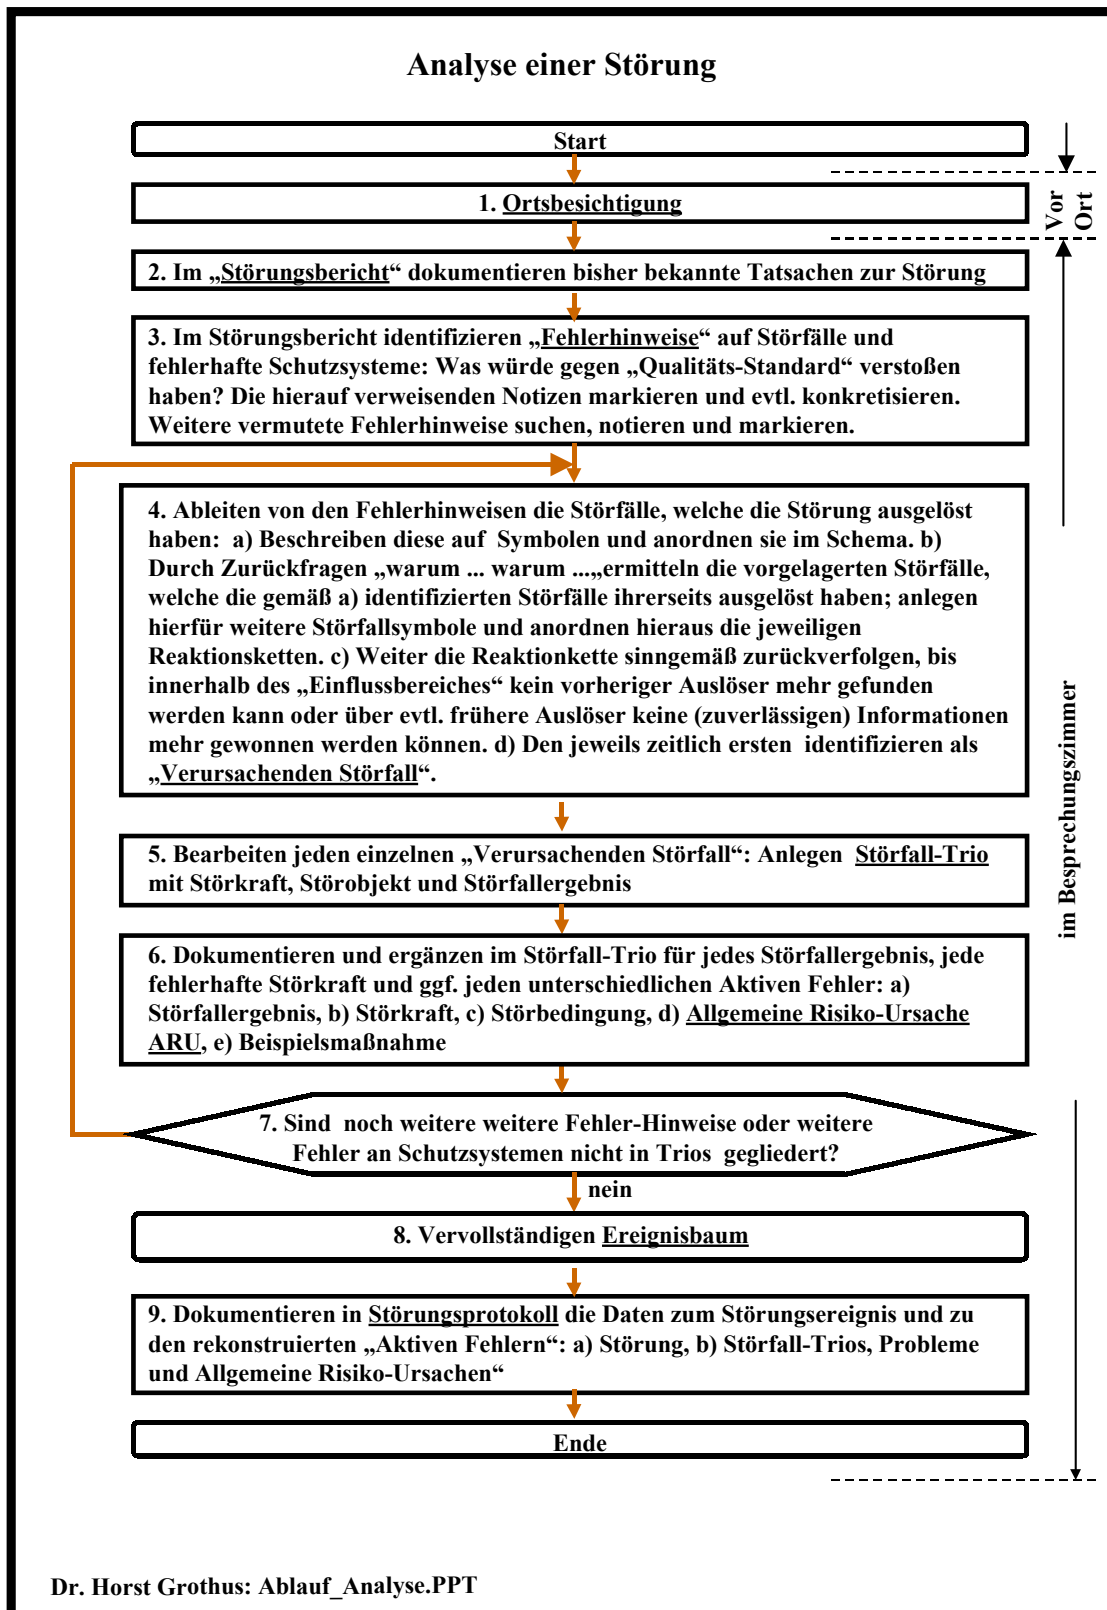 Analyse einer Störung
Start
1. Ortsbesichtigung
Vor
Ort
2. Im „Störungsbericht“ dokumentieren bisher bekannte Tatsachen zur Störung
3. Im Störungsbericht identifizieren „Fehlerhinweise“ auf Störfälle und
fehlerhafte Schutzsysteme: Was würde gegen „Qualitäts-Standard“ verstoßen
haben? Die hierauf verweisenden Notizen markieren und evtl. konkretisieren.
Weitere vermutete Fehlerhinweise suchen, notieren und markieren.
4. Ableiten von den Fehlerhinweisen die Störfälle, welche die Störung ausgelöst
haben: a) Beschreiben diese auf Symbolen und anordnen sie im Schema. b)
Durch Zurückfragen „warum ... warum ...„ermitteln die vorgelagerten Störfälle,
welche die gemäß a) identifizierten Störfälle ihrerseits ausgelöst haben; anlegen
hierfür weitere Störfallsymbole und anordnen hieraus die jeweiligen
Reaktionsketten. c) Weiter die Reaktionkette sinngemäß zurückverfolgen, bis
innerhalb des „Einflussbereiches“ kein vorheriger Auslöser mehr gefunden
werden kann oder über evtl. frühere Auslöser keine (zuverlässigen) Informationen
mehr gewonnen werden können. d) Den jeweils zeitlich ersten identifizieren als
„Verursachenden Störfall“.
im Besprechungszimmer
5. Bearbeiten jeden einzelnen „Verursachenden Störfall“: Anlegen Störfall-Trio
mit Störkraft, Störobjekt und Störfallergebnis
6. Dokumentieren und ergänzen im Störfall-Trio für jedes Störfallergebnis, jede
fehlerhafte Störkraft und ggf. jeden unterschiedlichen Aktiven Fehler: a)
Störfallergebnis, b) Störkraft, c) Störbedingung, d) Allgemeine Risiko-Ursache
ARU, e) Beispielsmaßnahme
7. Sind noch weitere weitere Fehler-Hinweise oder weitere
Fehler an Schutzsystemen nicht in Trios gegliedert?
nein
8. Vervollständigen Ereignisbaum
9. Dokumentieren in Störungsprotokoll die Daten zum Störungsereignis und zu
den rekonstruierten „Aktiven Fehlern“: a) Störung, b) Störfall-Trios, Probleme
und Allgemeine Risiko-Ursachen“
Ende
Dr. Horst Grothus: Ablauf_Analyse.PPT